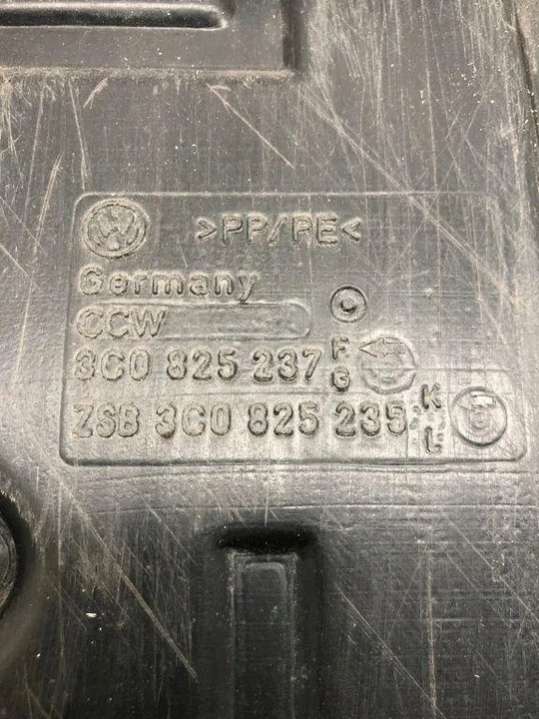 >PP/PE<
Germany
CCW
3C0 825 237 F G
ZSB 3C0 825 235 K L